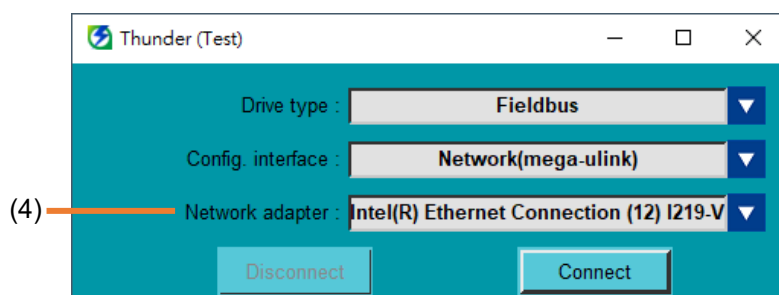 Thunder (Test)
Drive type : Fieldbus
Config. interface : Network(mega-ulink)
(4) Network adapter : Intel(R) Ethernet Connection (12) I219-V
Disconnect Connect